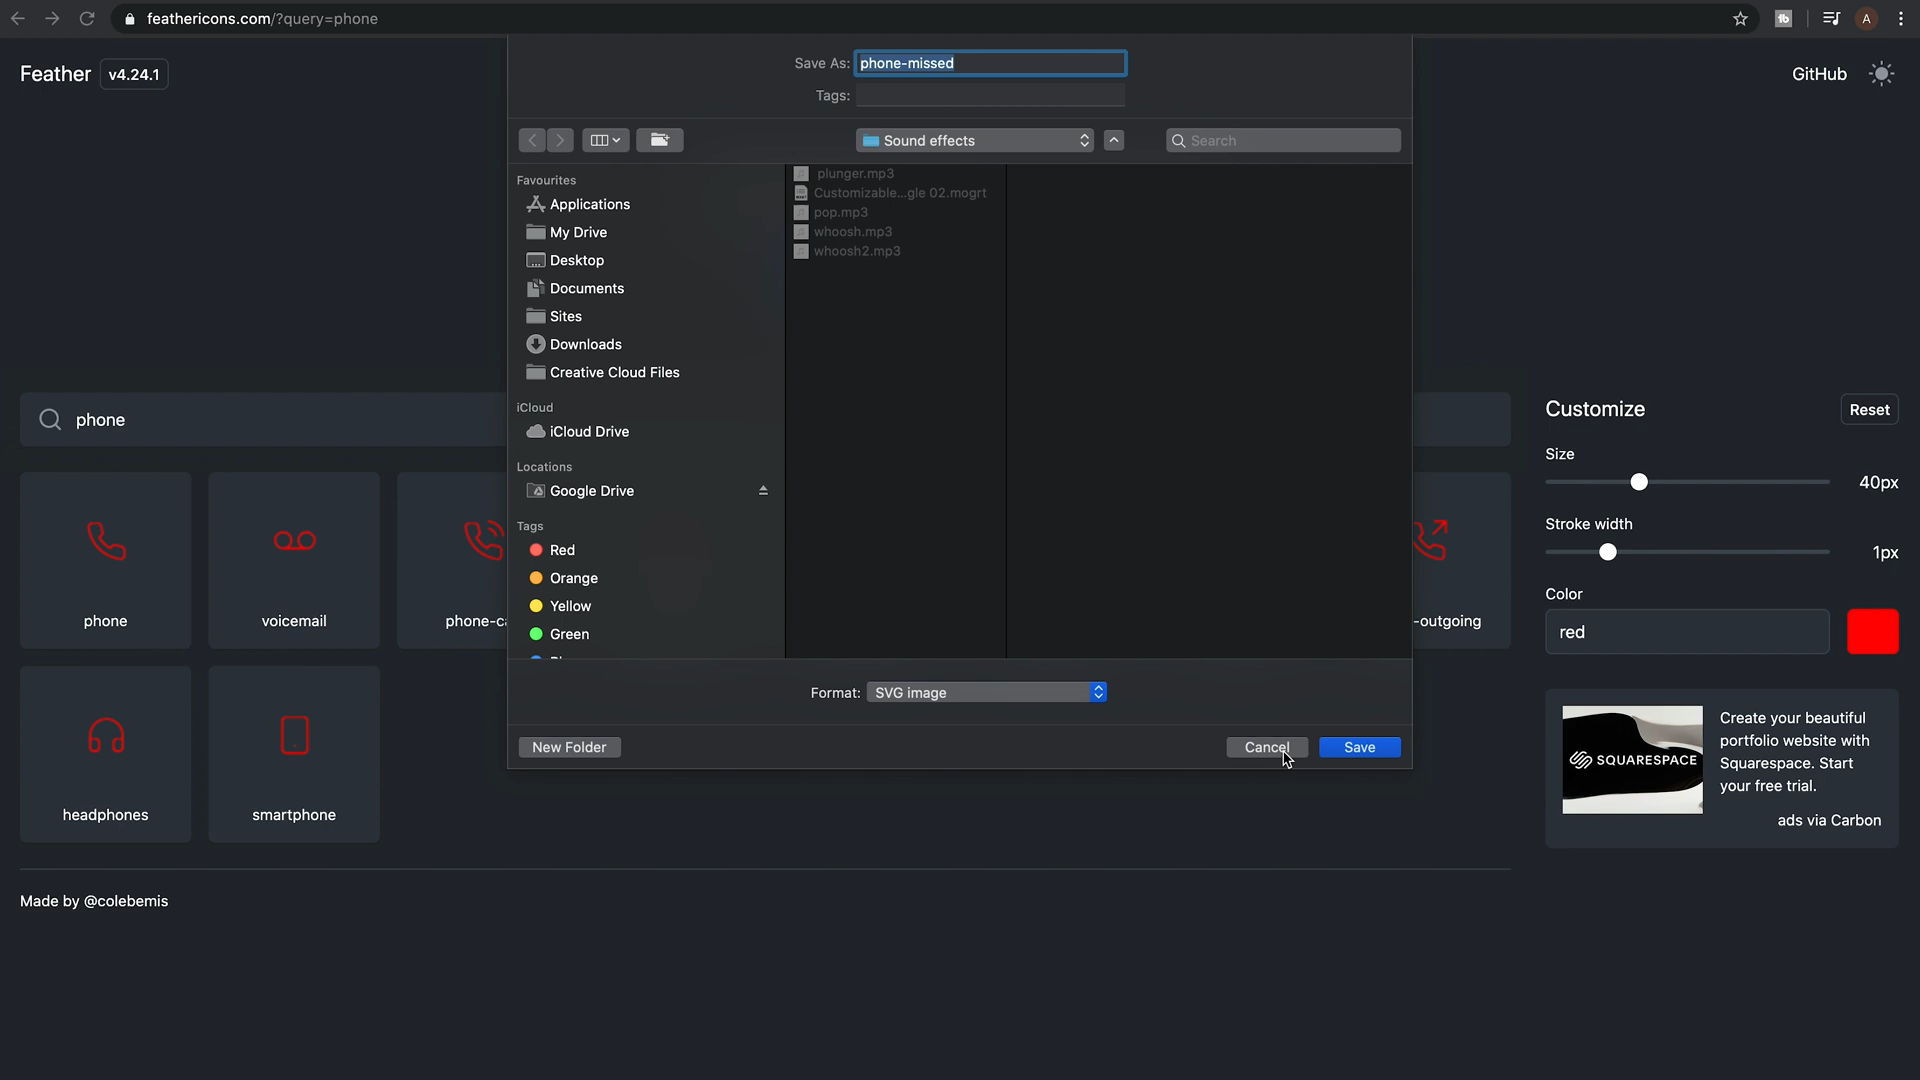 feathericons.com/?query=phone
A
Feather v4.24.1
GitHub
Save As: phone-missed
Tags:
Sound effects
Search
Favourites
Applications
My Drive
Desktop
Documents
Sites
Downloads
Creative Cloud Files
iCloud
iCloud Drive
Locations
Google Drive
Tags
Red
Orange
Yellow
Green
plunger.mp3
Customizable...gle 02.mogrt
pop.mp3
whoosh.mp3
whoosh2.mp3
Format: SVG image
New Folder
Cancel
Save
phone
phone
voicemail
phone-ca
-outgoing
headphones
smartphone
Customize
Reset
Size
40px
Stroke width
1px
Color
red
SQUARESPACE
Create your beautiful
portfolio website with
Squarespace. Start
your free trial.
ads via Carbon
Made by @colebemis